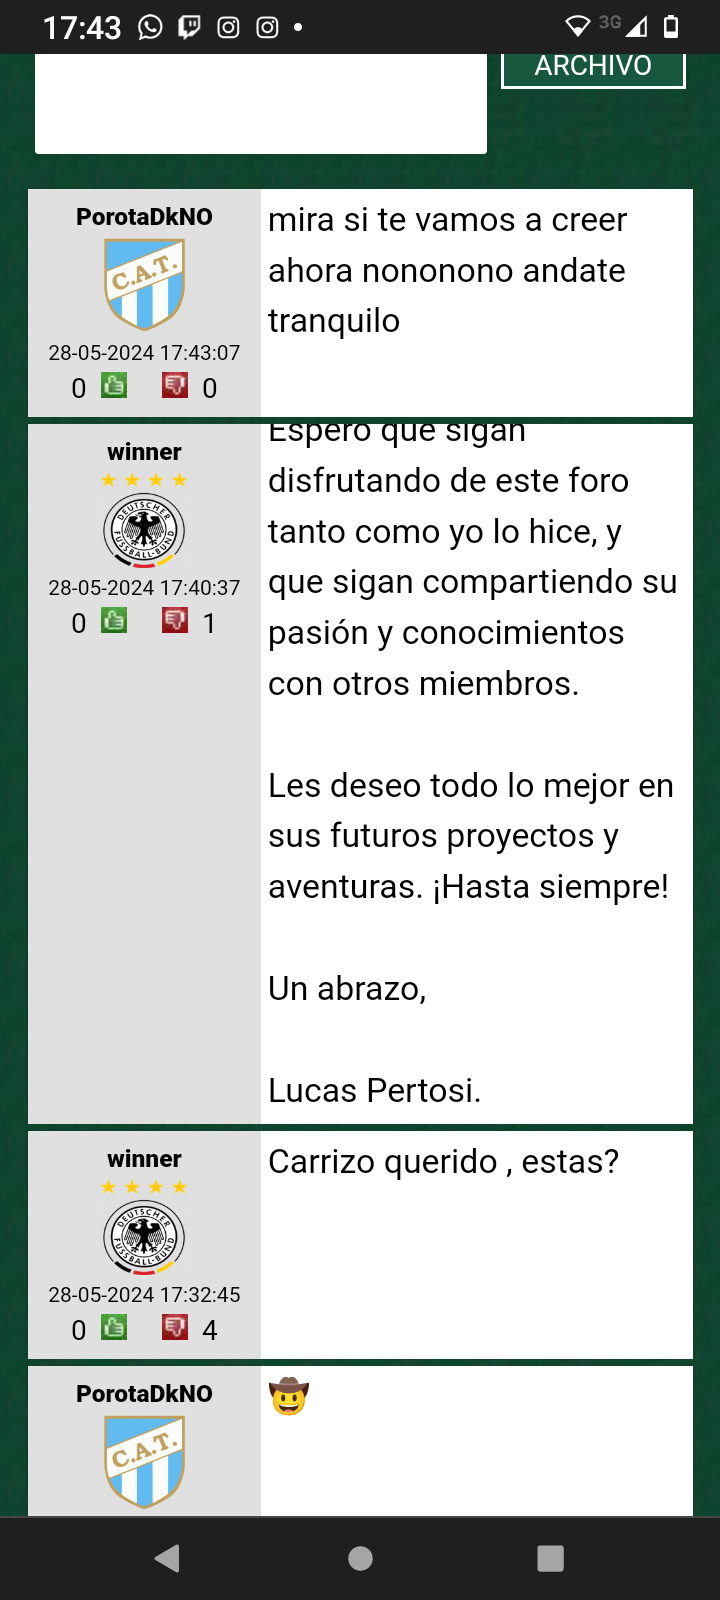 17:43
3G
ARCHIVO
PorotaDkNO
C.A.T.
28-05-2024 17:43:07
0 0
mira si te vamos a creer
ahora nononono andate
tranquilo
winner
DEUTSCHER
FUSSBALL-BUND
28-05-2024 17:40:37
0 1
Espero que sigan
disfrutando de este foro
tanto como yo lo hice, y
que sigan compartiendo su
pasión y conocimientos
con otros miembros.
Les deseo todo lo mejor en
sus futuros proyectos y
aventuras. ¡Hasta siempre!
Un abrazo,
Lucas Pertosi.
winner
DEUTSCHER
FUSSBALL-BUND
28-05-2024 17:32:45
0 4
Carrizo querido , estas?
PorotaDkNO
C.A.T.
🤠